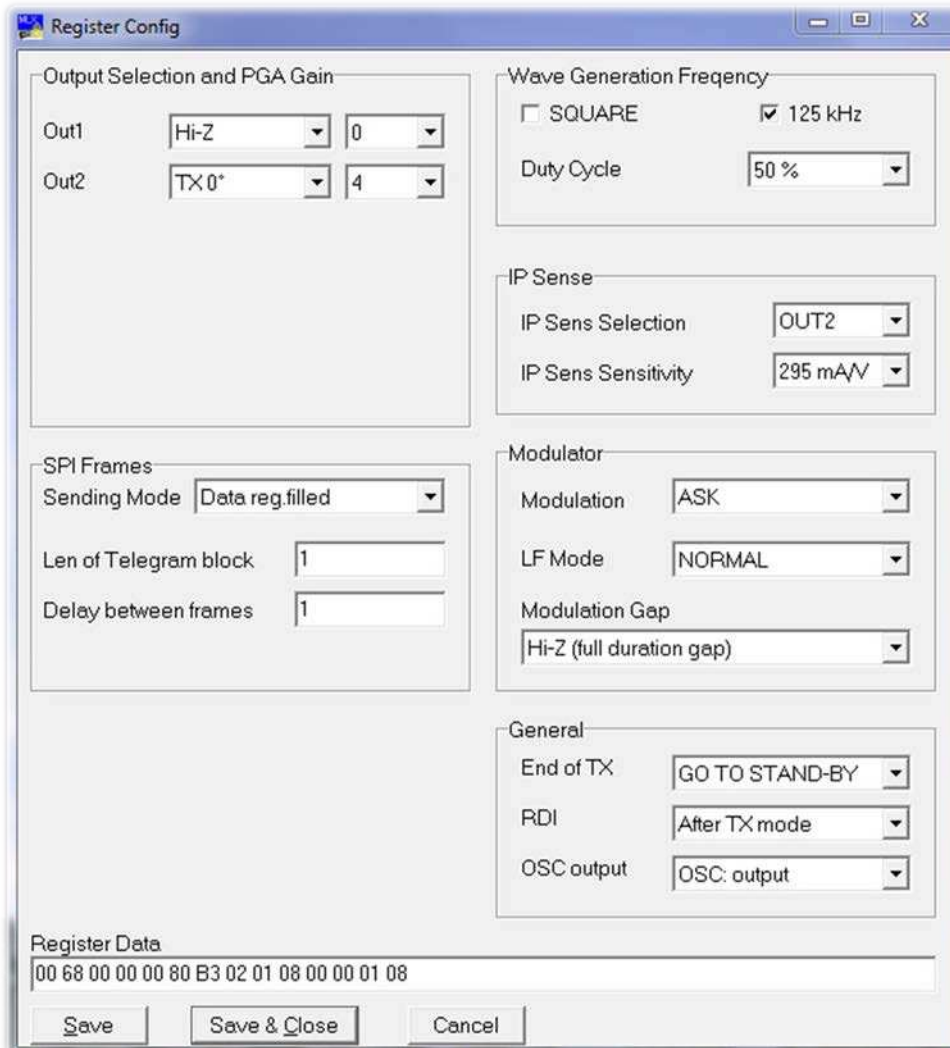 Register Config
Output Selection and PGA Gain
Out1 Hi-Z 0
Out2 TX 0° 4
Wave Generation Freqency
SQUARE 125 kHz
Duty Cycle 50 %
IP Sense
IP Sens Selection OUT2
IP Sens Sensitivity 295 mA/V
SPI Frames
Sending Mode Data reg.filled
Len of Telegram block 1
Delay between frames 1
Modulator
Modulation ASK
LF Mode NORMAL
Modulation Gap
Hi-Z (full duration gap)
General
End of TX GO TO STAND-BY
RDI After TX mode
OSC output OSC: output
Register Data
00 68 00 00 00 80 B3 02 01 08 00 00 01 08
Save Save & Close Cancel